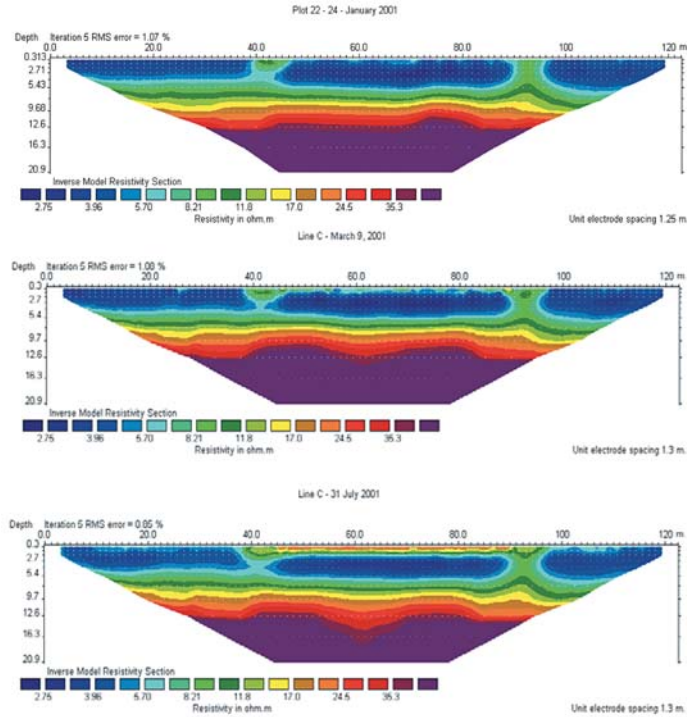 Plot 22 - 24 - January 2001
Depth Iteration 5 RMS error = 1.07 %
0.0 20.0 40.0 60.0 80.0 100 120 m
0.313
2.71
5.43
9.68
12.6
16.3
20.9
Inverse Model Resistivity Section
2.75 3.96 5.70 8.21 11.8 17.0 24.5 35.3
Resistivity in ohm.m
Unit electrode spacing 1.25 m
Line C - March 9, 2001
Depth Iteration 5 RMS error = 1.00 %
0.0 20.0 40.0 60.0 80.0 100 120 m
0.3
2.7
5.4
9.7
12.6
16.3
20.9
Inverse Model Resistivity Section
2.75 3.96 5.70 8.21 11.8 17.0 24.5 35.3
Resistivity in ohm.m
Unit electrode spacing 1.3 m.
Line C - 31 July 2001
Depth Iteration 5 RMS error = 0.85 %
0.0 20.0 40.0 60.0 80.0 100 120 m
0.3
2.7
5.4
9.7
12.6
16.3
20.9
Inverse Model Resistivity Section
2.75 3.96 5.70 8.21 11.8 17.0 24.5 35.3
Resistivity in ohm.m
Unit electrode spacing 1.3 m.